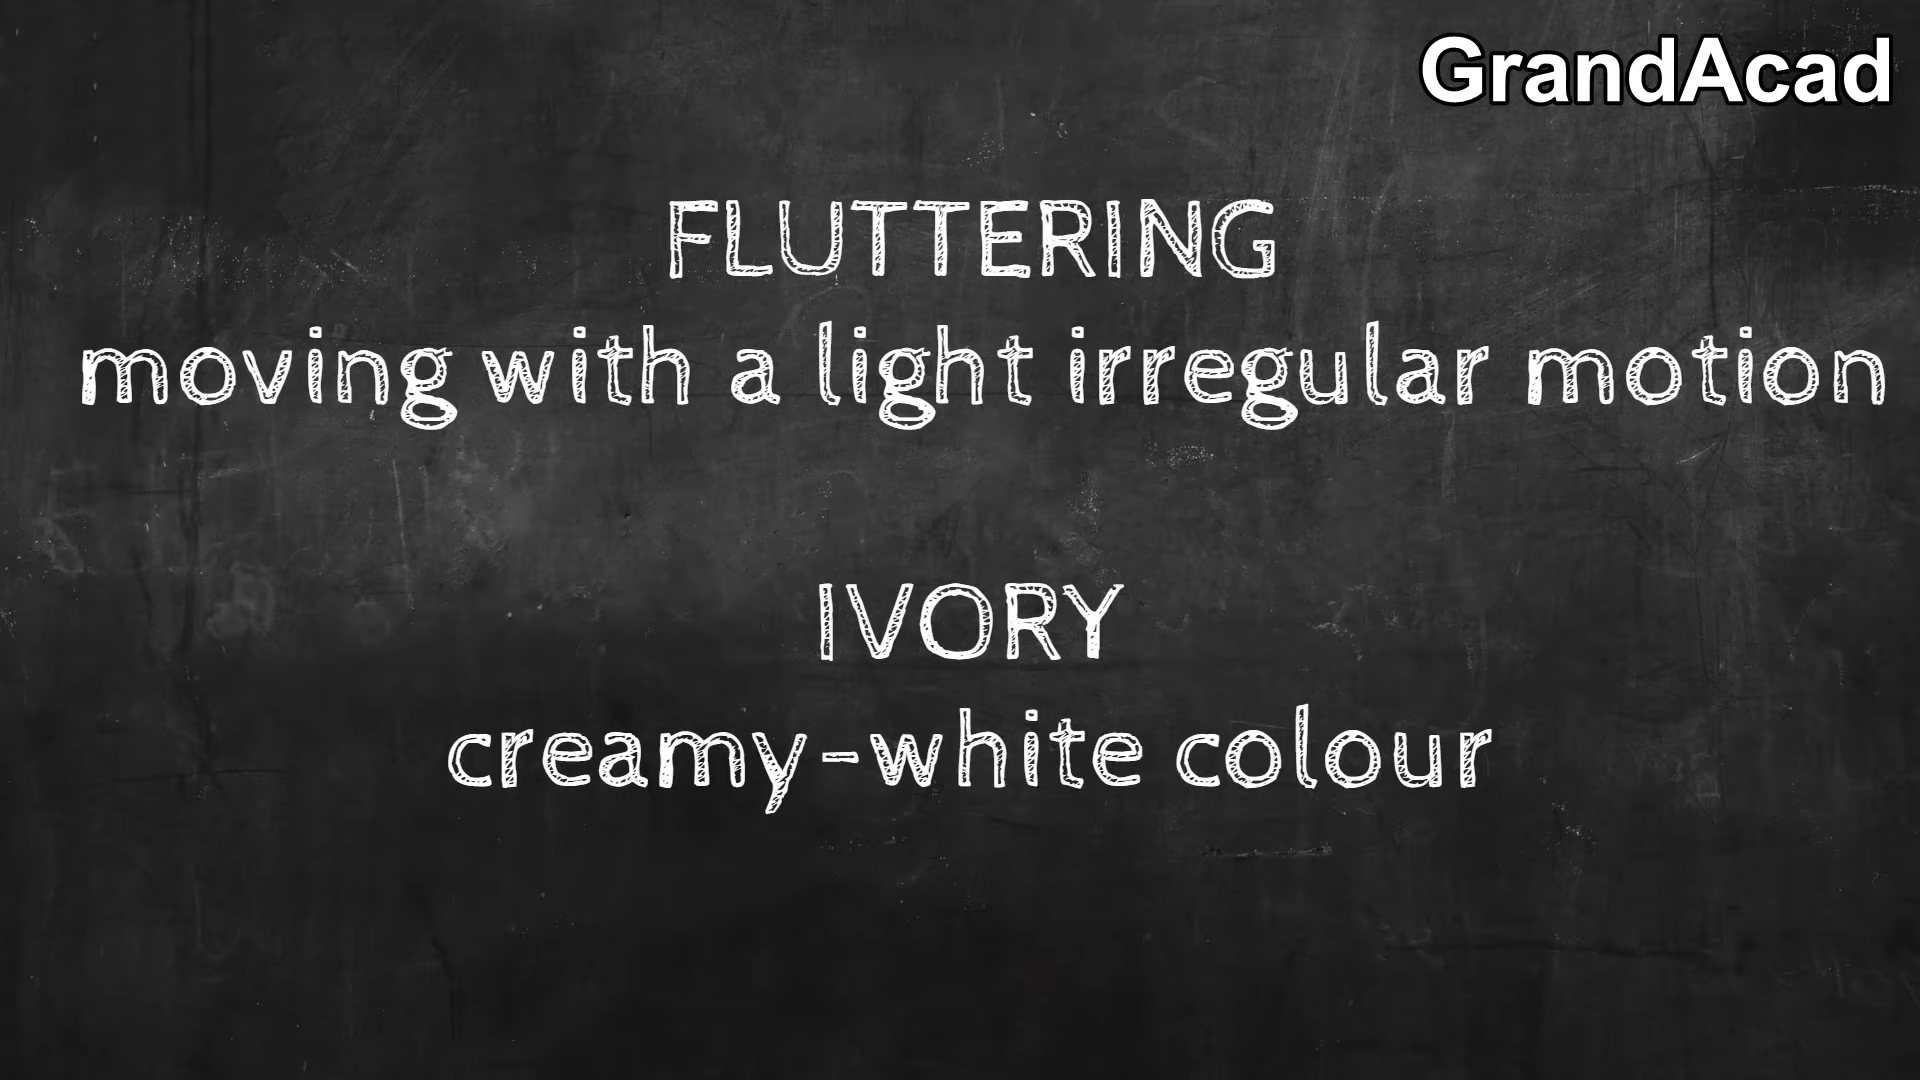 GrandAcad
FLUTTERING
moving with a light irregular motion
IVORY
creamy-white colour